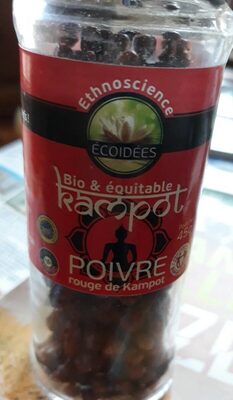 Ethnoscience
ÉCOIDÉES
Bio & équitable
kampot
POIVRE
rouge de Kampot